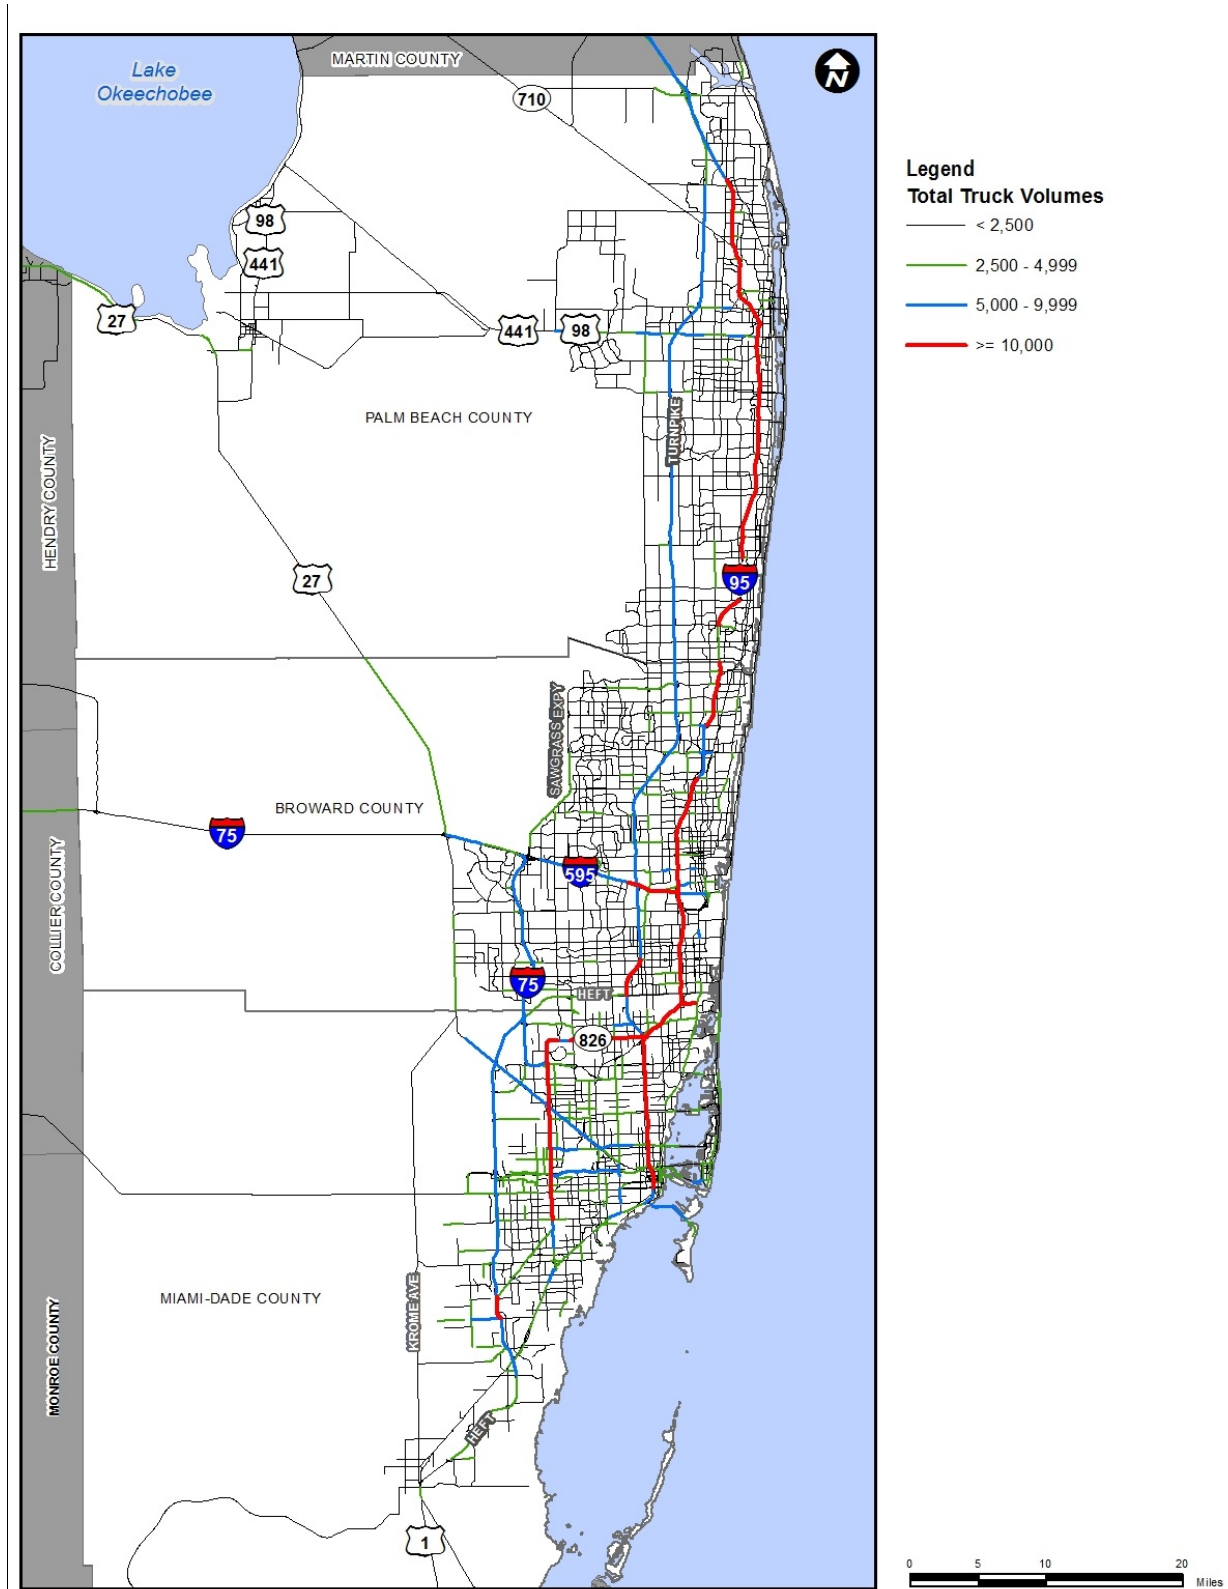 MARTIN COUNTY
N
Lake
Okeechobee
710
98
441
27
441
98
PALM BEACH COUNTY
TURNPIKE
HENDRY COUNTY
27
95
SAWGRASS EXPY
BROWARD COUNTY
75
595
COLLIER COUNTY
75
HEFT
826
MIAMI-DADE COUNTY
KROME AVE
MONROE COUNTY
HEFT
1
Legend
Total Truck Volumes
< 2,500
2,500 - 4,999
5,000 - 9,999
>= 10,000
0 5 10 20
Miles